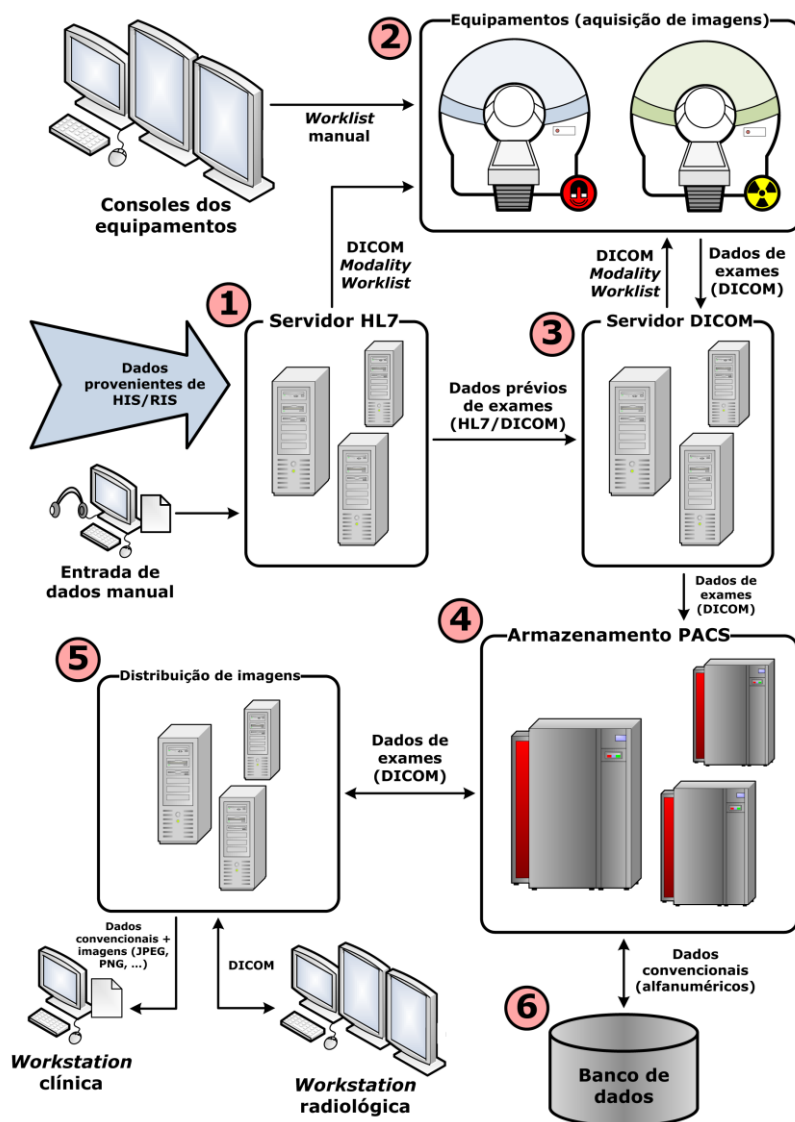 2
Equipamentos (aquisição de imagens)
Worklist
manual
Consoles dos
equipamentos
DICOM
Modality
Worklist
DICOM
Modality
Worklist
Dados de
exames
(DICOM)
1
Servidor HL7
3
Servidor DICOM
Dados
provenientes de
HIS/RIS
Dados prévios
de exames
(HL7/DICOM)
Entrada de
dados manual
Dados de
exames
(DICOM)
4
Armazenamento PACS
5
Distribuição de imagens
Dados de
exames
(DICOM)
Dados
convencionais +
imagens (JPEG,
PNG, ...)
DICOM
Workstation
clínica
Workstation
radiológica
Dados
convencionais
(alfanuméricos)
6
Banco de
dados